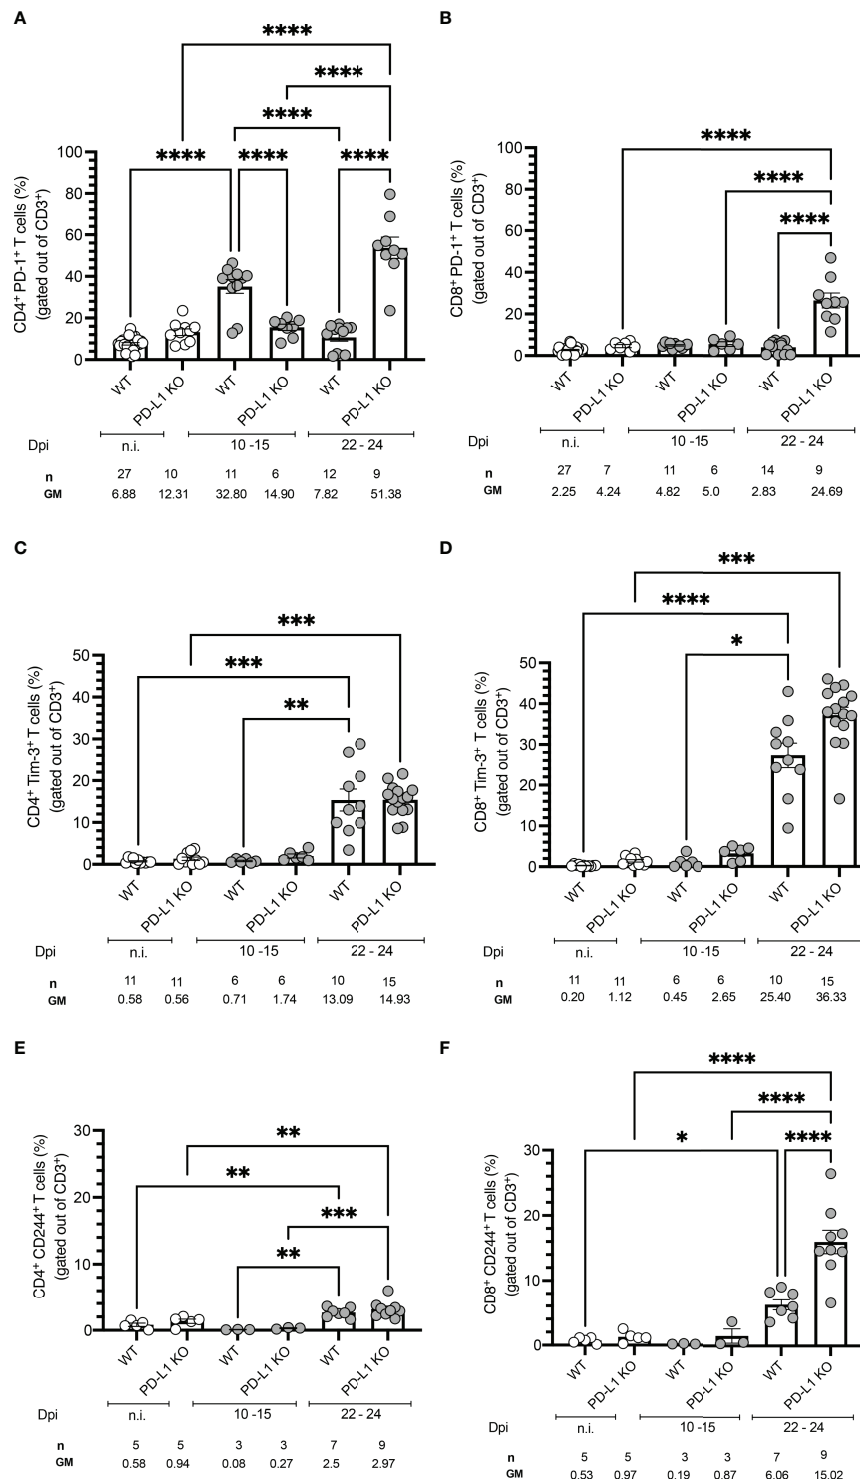 A
****
****
****
**** **** ****
CD4+ PD-1+ T cells (%)
(gated out of CD3+)
100
80
60
40
20
0
WT PD-L1 KO WT PD-L1 KO WT PD-L1 KO
Dpi n.i. 10 -15 22 - 24
n 27 10 11 6 12 9
GM 6.88 12.31 32.80 14.90 7.82 51.38
B
****
****
****
CD8+ PD-1+ T cells (%)
(gated out of CD3+)
100
80
60
40
20
0
WT PD-L1 KO WT PD-L1 KO WT PD-L1 KO
Dpi n.i. 10 -15 22 - 24
n 27 7 11 6 14 9
GM 2.25 4.24 4.82 5.0 2.83 24.69
C
***
***
**
CD4+ Tim-3+ T cells (%)
(gated out of CD3+)
50
40
30
20
10
0
WT PD-L1 KO WT PD-L1 KO WT PD-L1 KO
Dpi n.i. 10 -15 22 - 24
n 11 11 6 6 10 15
GM 0.58 0.56 0.71 1.74 13.09 14.93
D
***
****
*
CD8+ Tim-3+ T cells (%)
(gated out of CD3+)
50
40
30
20
10
0
WT PD-L1 KO WT PD-L1 KO WT PD-L1 KO
Dpi n.i. 10 -15 22 - 24
n 11 11 6 6 10 15
GM 0.20 1.12 0.45 2.65 25.40 36.33
E
**
**
***
**
CD4+ CD244+ T cells (%)
(gated out of CD3+)
30
20
10
0
WT PD-L1 KO WT PD-L1 KO WT PD-L1 KO
Dpi n.i. 10 -15 22 - 24
n 5 5 3 3 7 9
GM 0.58 0.94 0.08 0.27 2.5 2.97
F
****
****
* ****
CD8+ CD244+ T cells (%)
(gated out of CD3+)
30
20
10
0
WT PD-L1 KO WT PD-L1 KO WT PD-L1 KO
Dpi n.i. 10 -15 22 - 24
n 5 5 3 3 7 9
GM 0.53 0.97 0.19 0.87 6.06 15.02